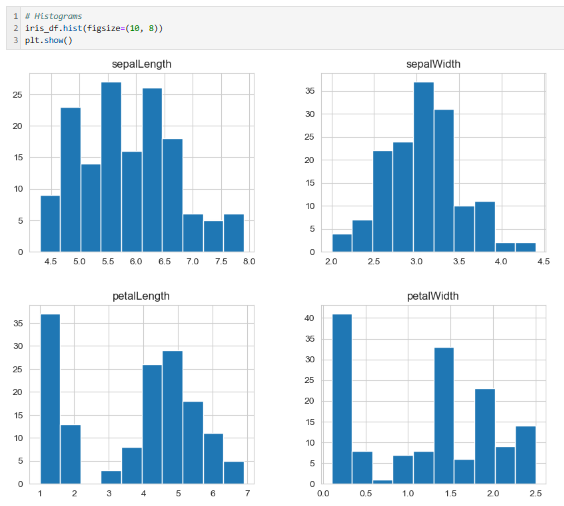 1 # Histograms
2 iris_df.hist(figsize=(10, 8))
3 plt.show()
sepalLength
sepalWidth
25
20
15
10
5
0
4.5 5.0 5.5 6.0 6.5 7.0 7.5 8.0
35
30
25
20
15
10
5
0
2.0 2.5 3.0 3.5 4.0 4.5
petalLength
petalWidth
35
30
25
20
15
10
5
0
1 2 3 4 5 6 7
40
35
30
25
20
15
10
5
0
0.0 0.5 1.0 1.5 2.0 2.5